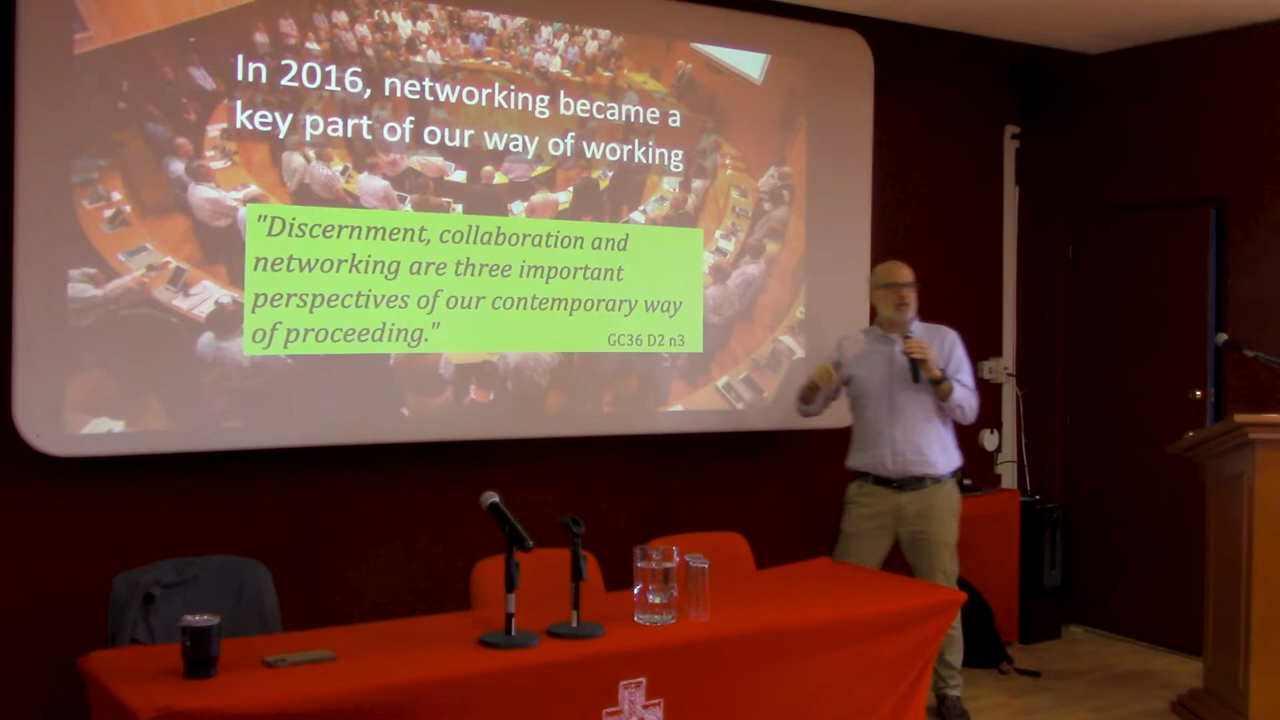 In 2016, networking became a
key part of our way of working
"Discernment, collaboration and
networking are three important
perspectives of our contemporary way
of proceeding."
GC36 D2 n3